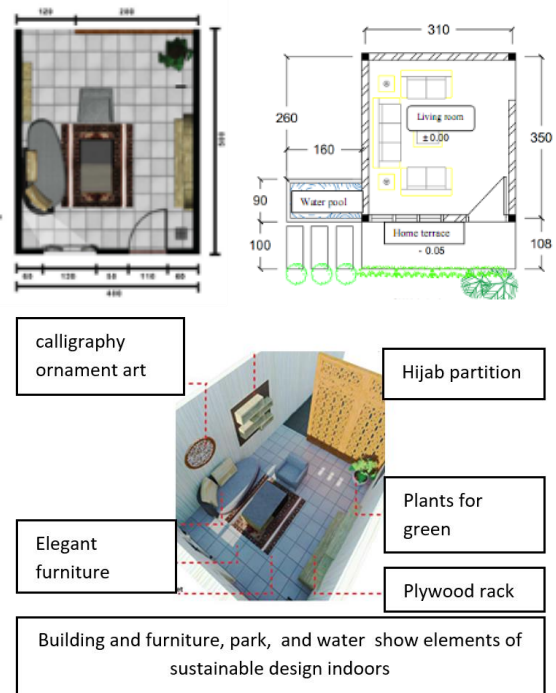 120
200
500
60
120
50
110
60
400
310
260
160
350
90
100
108
Living room
±0.00
Water pool
Home terrace
- 0.05
calligraphy
ornament art
Hijab partition
Elegant
furniture
Plants for
green
Plywood rack
Building and furniture, park, and water show elements of
sustainable design indoors